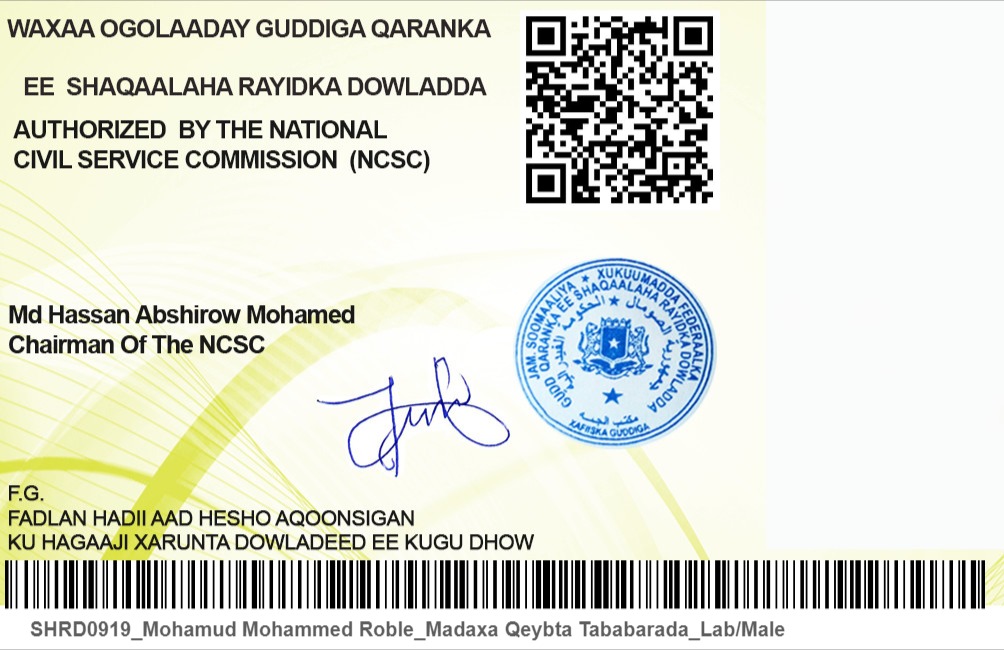 WAXAA OGOLAADAY GUDDIGA QARANKA
EE SHAQAALAHA RAYIDKA DOWLADDA
AUTHORIZED BY THE NATIONAL
CIVIL SERVICE COMMISSION (NCSC)
Md Hassan Abshirow Mohamed
Chairman Of The NCSC
JAM. SOOMAALIYA ★ XUKUUMADDA FEDERAALKA
GUDD QARANKA EE SHAQAALAHA RAYIDKA DOWLADDA
XAFIISKA GUDDIGA
F.G.
FADLAN HADII AAD HESHO AQOONSIGAN
KU HAGAAJI XARUNTA DOWLADEED EE KUGU DHOW
SHRD0919_Mohamud Mohammed Roble_Madaxa Qeybta Tababarada_Lab/Male